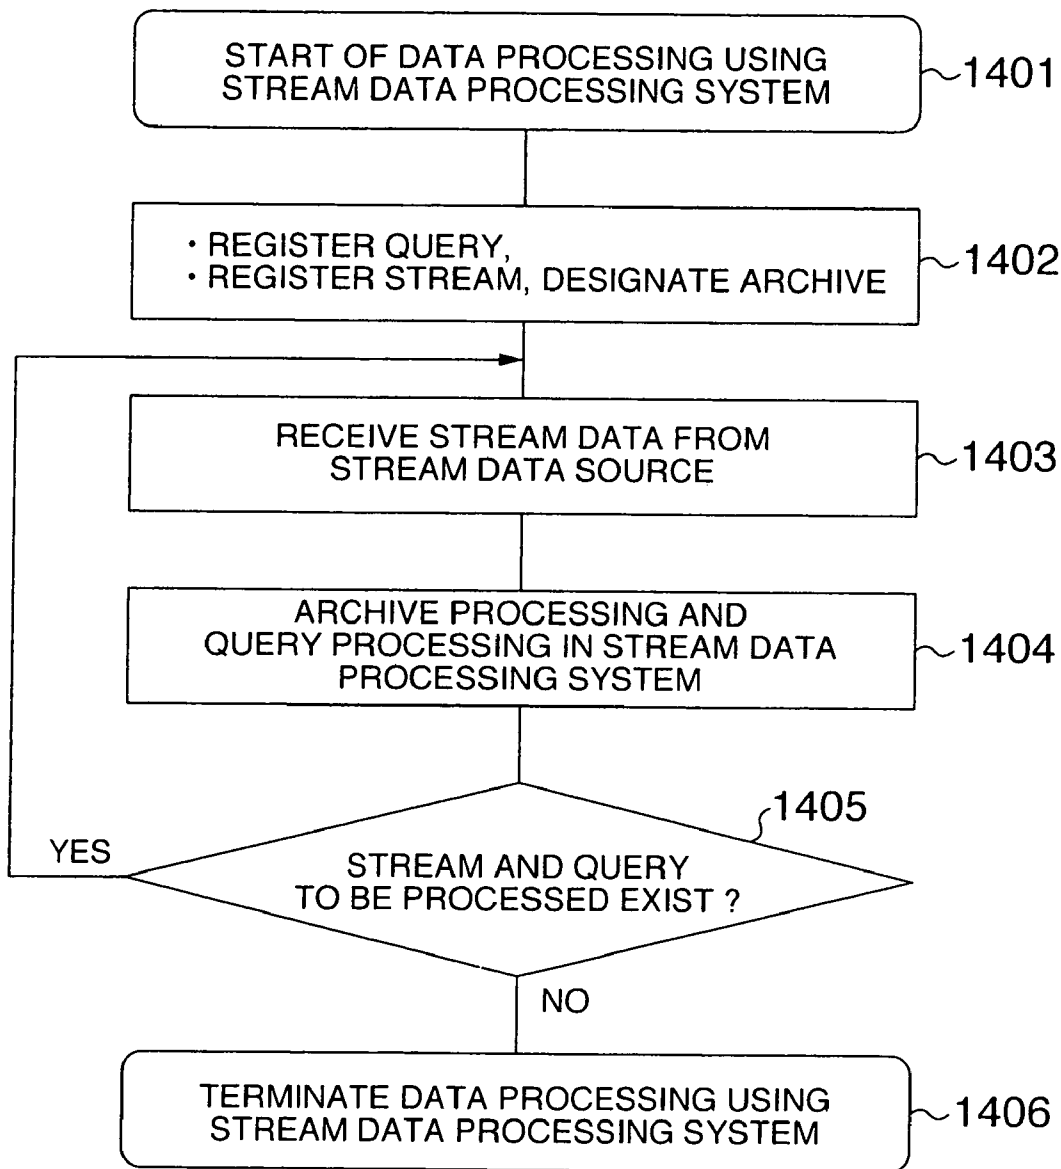 START OF DATA PROCESSING USING
STREAM DATA PROCESSING SYSTEM
1401
・REGISTER QUERY,
・REGISTER STREAM, DESIGNATE ARCHIVE
1402
RECEIVE STREAM DATA FROM
STREAM DATA SOURCE
1403
ARCHIVE PROCESSING AND
QUERY PROCESSING IN STREAM DATA
PROCESSING SYSTEM
1404
1405
YES
STREAM AND QUERY
TO BE PROCESSED EXIST ?
NO
TERMINATE DATA PROCESSING USING
STREAM DATA PROCESSING SYSTEM
1406